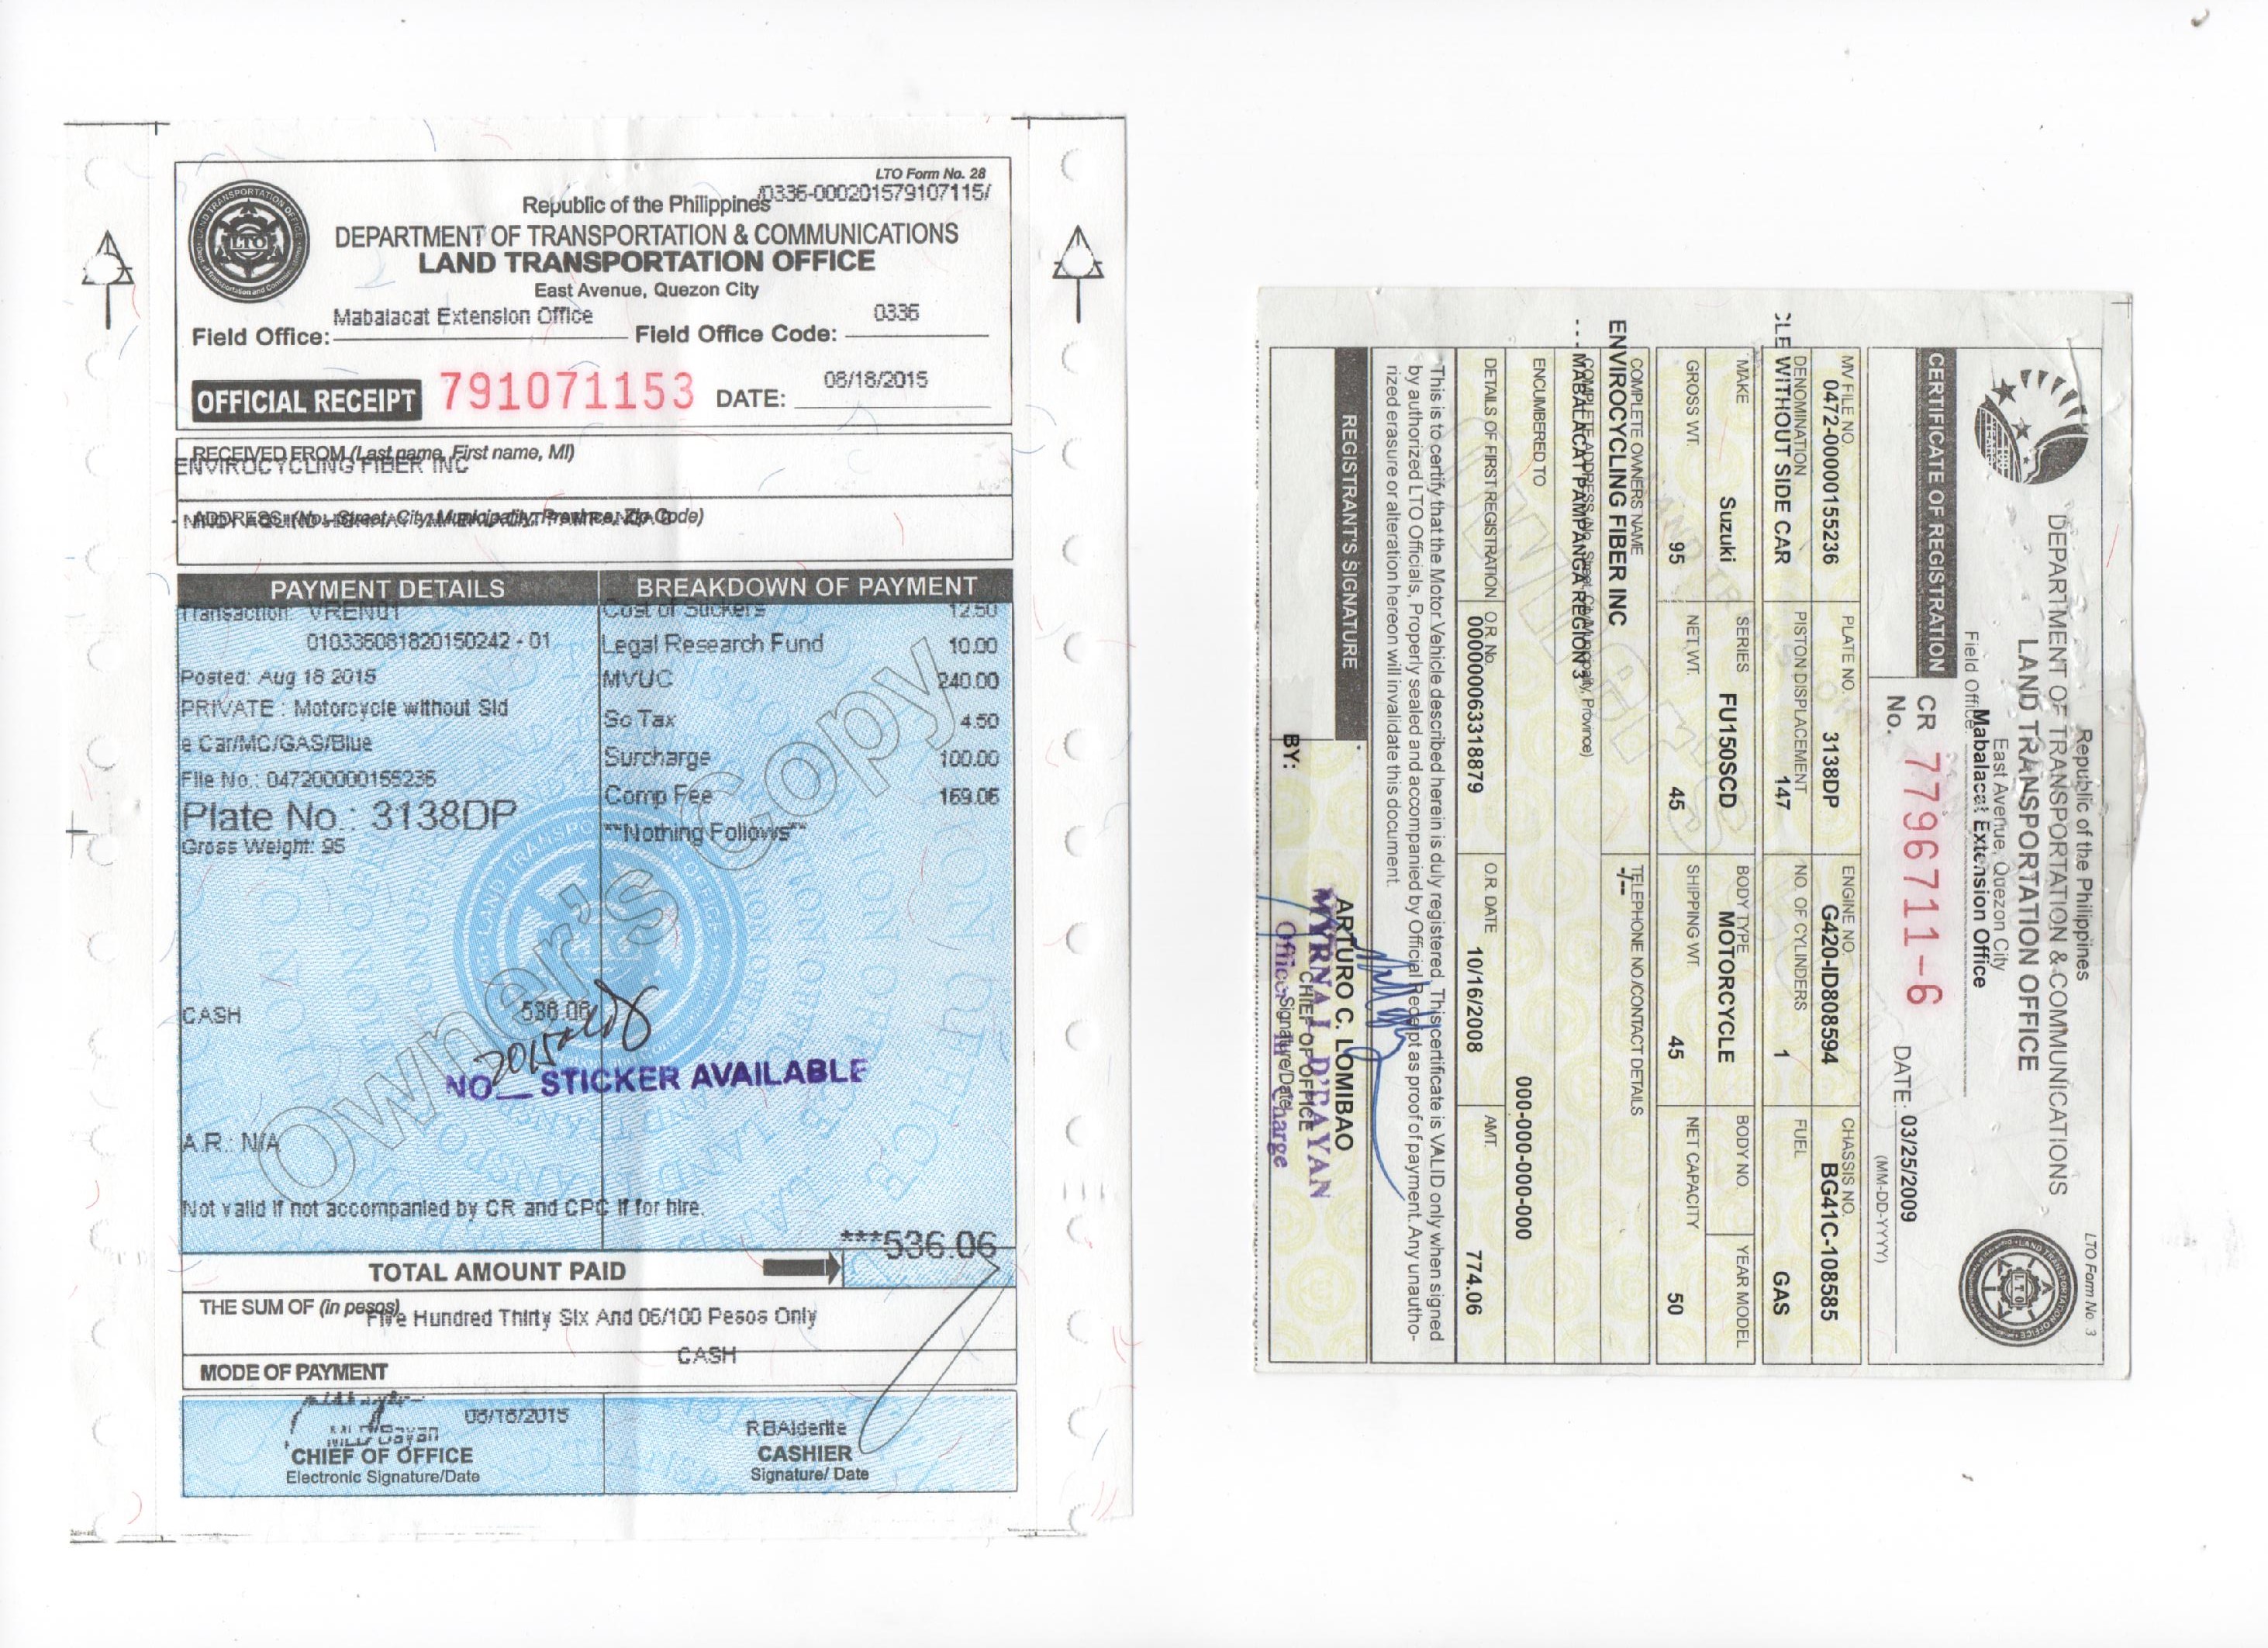 LTO Form No. 28
/0336-000201579107115/
Republic of the Philippines
DEPARTMENT OF TRANSPORTATION & COMMUNICATIONS
LAND TRANSPORTATION OFFICE
East Avenue, Quezon City
Field Office: Mabalacat Extension Office Field Office Code: 0336
OFFICIAL RECEIPT 791071153 DATE: 08/18/2015
RECEIVED FROM (Last name, First name, MI)
ENVIROCYCLING FIBER INC
ADDRESS (No., Street, City, Municipality, Province, Zip Code)
PAYMENT DETAILS BREAKDOWN OF PAYMENT
Transaction: VREN01 Cost of Stickers 12.50
010336081820150242 - 01 Legal Research Fund 10.00
Posted: Aug 18 2015 MVUC 240.00
PRIVATE : Motorcycle without Sid Sc Tax 4.50
e Car/MC/GAS/Blue Surcharge 100.00
File No.: 047200000155236 Comp Fee 169.06
Plate No.: 3138DP **Nothing Follows**
Gross Weight: 95
Owner's Copy
CASH 536.06
2015
NO STICKER AVAILABLE
A.R.: N/A
Not valid if not accompanied by CR and CPC if for hire.
***536.06
TOTAL AMOUNT PAID
THE SUM OF (in pesos) Five Hundred Thirty Six And 06/100 Pesos Only
CASH
MODE OF PAYMENT
08/18/2015 RBAlderite
CHIEF OF OFFICE CASHIER
Electronic Signature/Date Signature/ Date
LTO Form No. 3
Republic of the Philippines
DEPARTMENT OF TRANSPORTATION & COMMUNICATIONS
LAND TRANSPORTATION OFFICE
East Avenue, Quezon City
Field Office Mabalacat Extension Office
CERTIFICATE OF REGISTRATION CR No. 7796711-6 DATE: 03/25/2009
(MM-DD-YYYY)
MV FILE NO. PLATE NO. ENGINE NO. CHASSIS NO.
0472-00000155236 3138DP G420-ID808594 BG41C-108585
DENOMINATION PISTON DISPLACEMENT NO. OF CYLINDERS FUEL
CLE WITHOUT SIDE CAR 147 1 GAS
MAKE SERIES BODY TYPE BODY NO. YEAR MODEL
Suzuki FU150SCD MOTORCYCLE
GROSS WT. NET WT. SHIPPING WT. NET CAPACITY
95 45 45 50
COMPLETE OWNERS NAME TELEPHONE NO./CONTACT DETAILS
ENVIROCYCLING FIBER INC -/--
COMPLETE ADDRESS (No., Street, City/Municipality, Province)
- - - MABALACAT PAMPANGA REGION 3
ENCUMBERED TO
000-000-000-000
DETAILS OF FIRST REGISTRATION O.R. No. O.R. DATE AMT.
000000063318879 10/16/2008 774.06
This is to certify that the Motor Vehicle described herein is duly registered. This certificate is VALID only when signed
by authorized LTO Officials, Properly sealed and accompanied by Official Receipt as proof of payment. Any unautho-
rized erasure or alteration hereon will invalidate this document.
REGISTRANT'S SIGNATURE
ARTURO C. LOMIBAO
MYRNA L D'BAYAN
CHIEF OF OFFICE
BY: Signature/Date
Officer In Charge